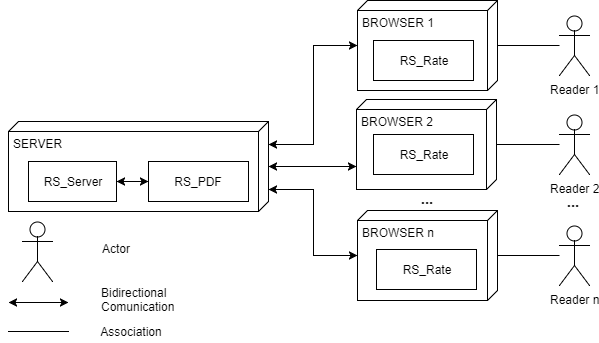 BROWSER 1
RS_Rate
Reader 1
SERVER
RS_Server
RS_PDF
BROWSER 2
RS_Rate
Reader 2
...
...
BROWSER n
RS_Rate
Reader n
Actor
Bidirectional
Comunication
Association